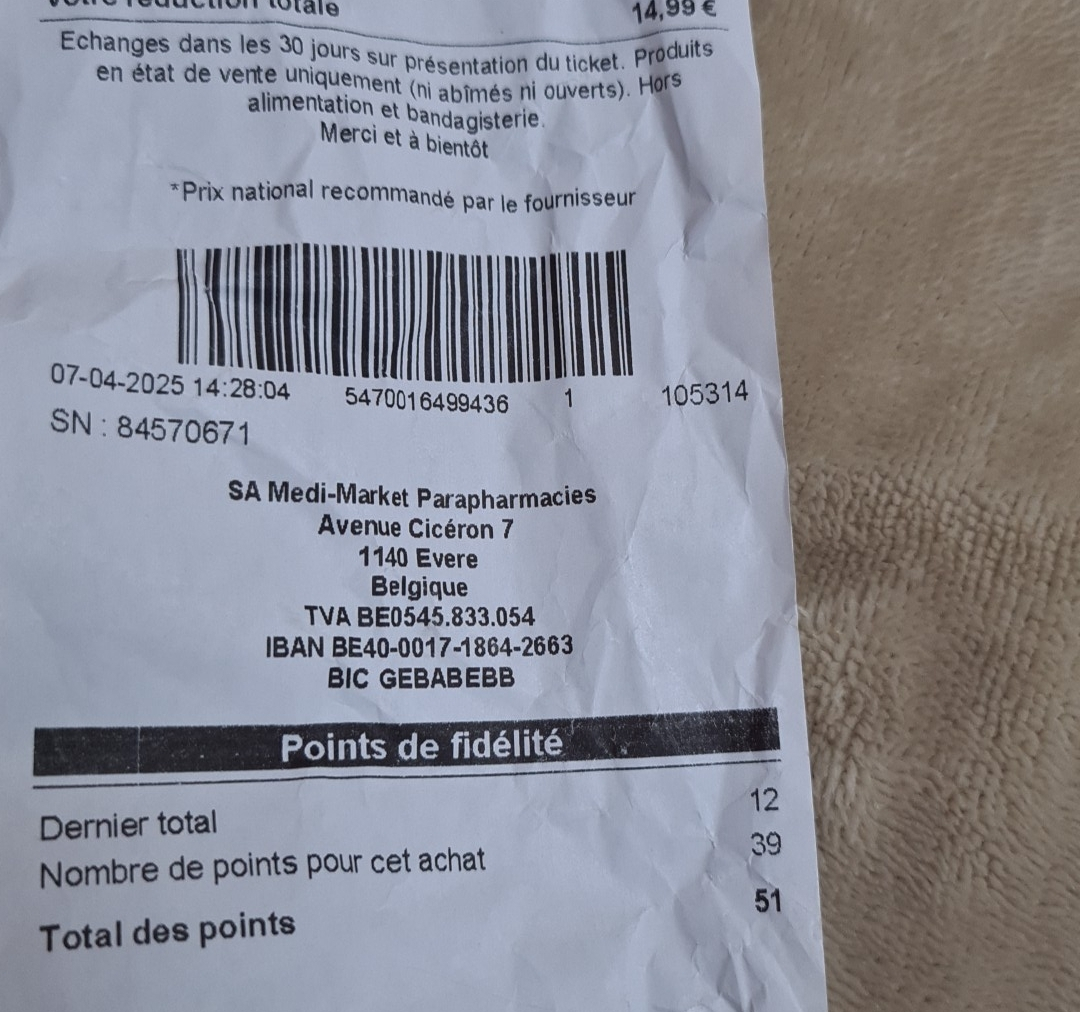 Votre réduction totale 14,99 €
Echanges dans les 30 jours sur présentation du ticket. Produits
en état de vente uniquement (ni abîmés ni ouverts). Hors
alimentation et bandagisterie.
Merci et à bientôt
*Prix national recommandé par le fournisseur
07-04-2025 14:28:04 5470016499436 1 105314
SN : 84570671
SA Medi-Market Parapharmacies
Avenue Cicéron 7
1140 Evere
Belgique
TVA BE0545.833.054
IBAN BE40-0017-1864-2663
BIC GEBABEBB
Points de fidélité
Dernier total 12
Nombre de points pour cet achat 39
Total des points 51